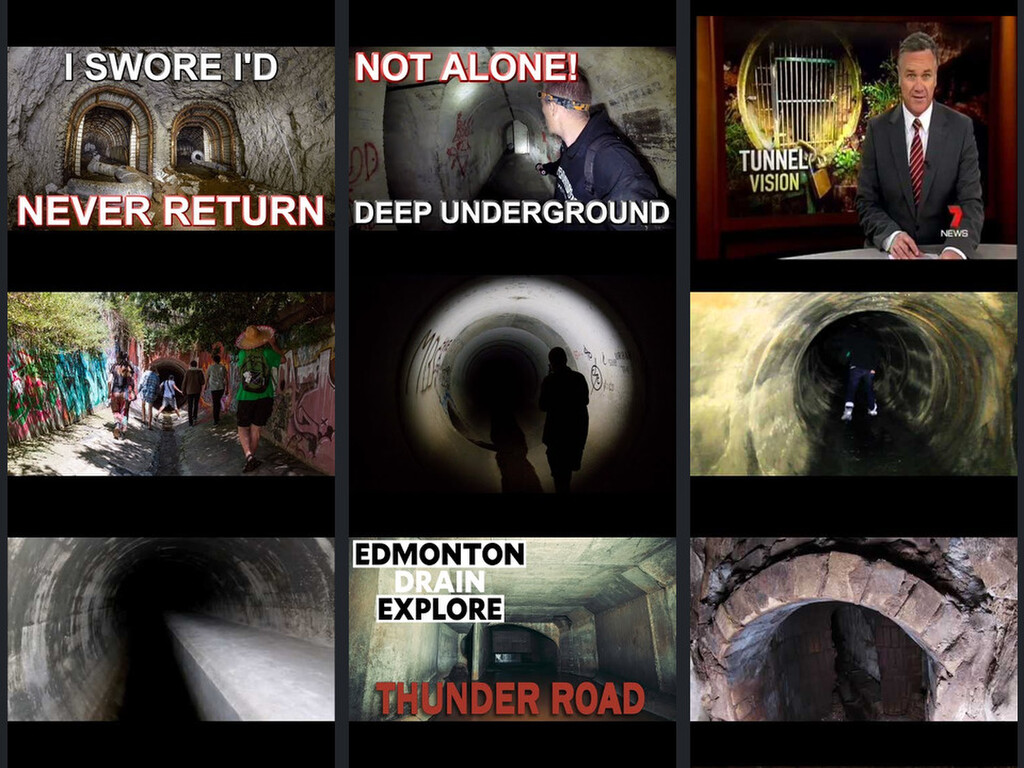 I SWORE I'D
NEVER RETURN
NOT ALONE!
DEEP UNDERGROUND
TUNNEL
VISION
7
NEWS
EDMONTON
DRAIN
EXPLORE
THUNDER ROAD